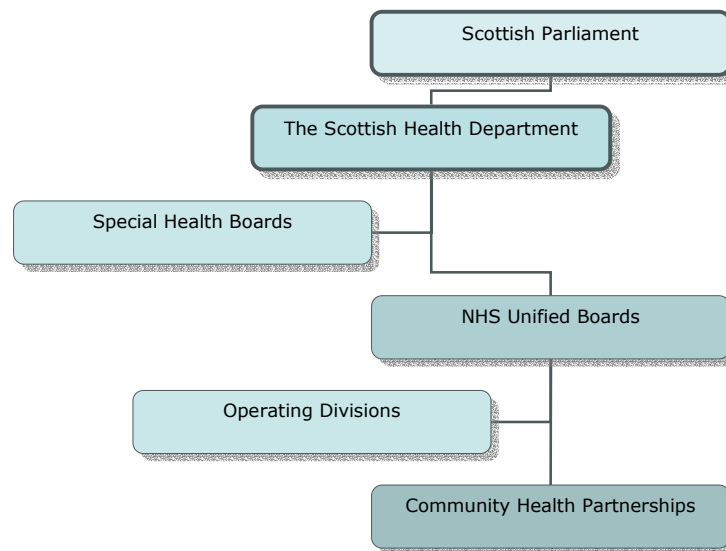 Scottish Parliament
The Scottish Health Department
Special Health Boards
NHS Unified Boards
Operating Divisions
Community Health Partnerships